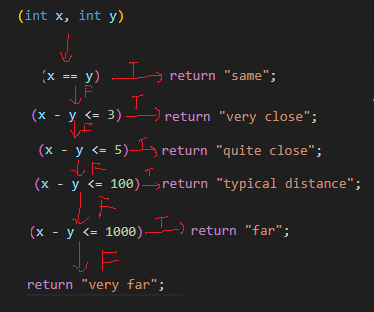 (int x, int y)
(x == y) T return "same";
F
(x - y <= 3) T return "very close";
F
(x - y <= 5) T return "quite close";
F
(x - y <= 100) T return "typical distance";
F
(x - y <= 1000) T return "far";
F
return "very far";